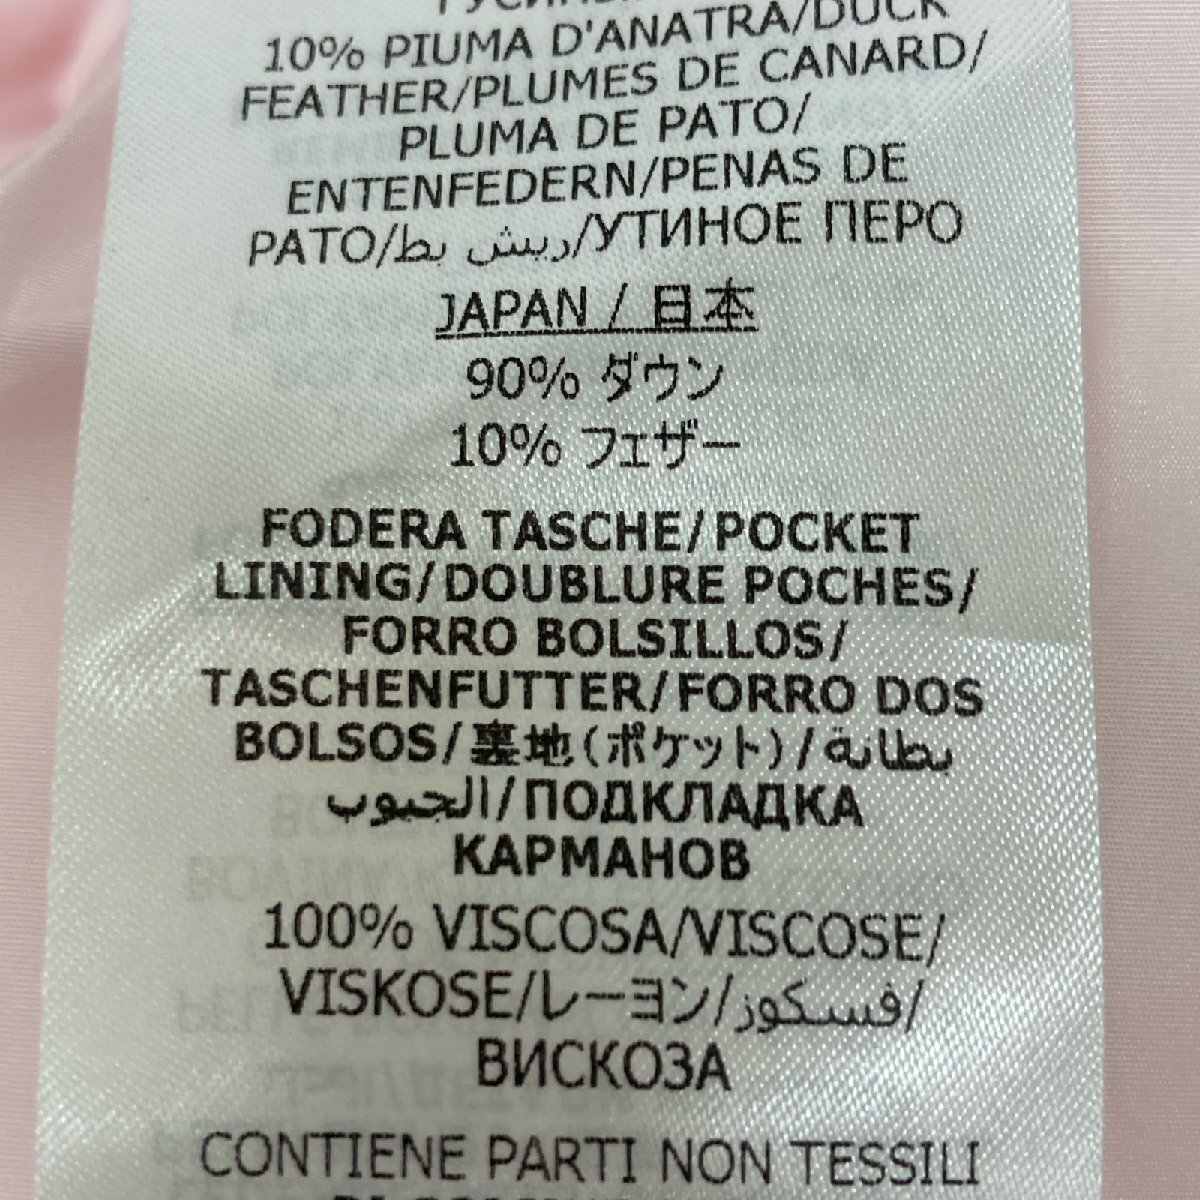 10% PIUMA D'ANATRA/DUCK
FEATHER/PLUMES DE CANARD/
PLUMA DE PATO/
ENTENFEDERN/PENAS DE
PATO/ريش بط/УТИНОЕ ПЕРО
JAPAN / 日本
90% ダウン
10% フェザー
FODERA TASCHE/POCKET
LINING/DOUBLURE POCHES/
FORRO BOLSILLOS/
TASCHENFUTTER/FORRO DOS
BOLSOS/裏地(ポケット)/بطانة
الجيوب/ПОДКЛАДКА
КАРМАНОВ
100% VISCOSA/VISCOSE/
VISKOSE/レーヨン/فسكوز/
ВИСКОЗА
CONTIENE PARTI NON TESSILI